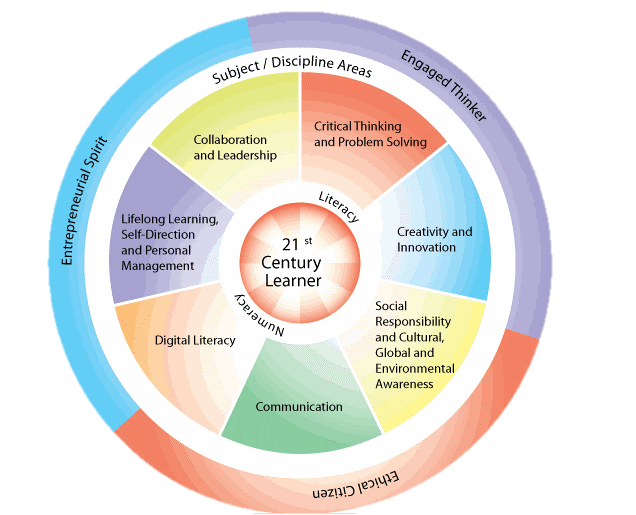 Engaged Thinker
Entrepreneurial Spirit
Ethical Citizen
Subject / Discipline Areas
Collaboration
and Leadership
Critical Thinking
and Problem Solving
Creativity and
Innovation
Social
Responsibility
and Cultural,
Global and
Environmental
Awareness
Communication
Digital Literacy
Lifelong Learning,
Self-Direction
and Personal
Management
Literacy
21 st
Century
Learner
Numeracy